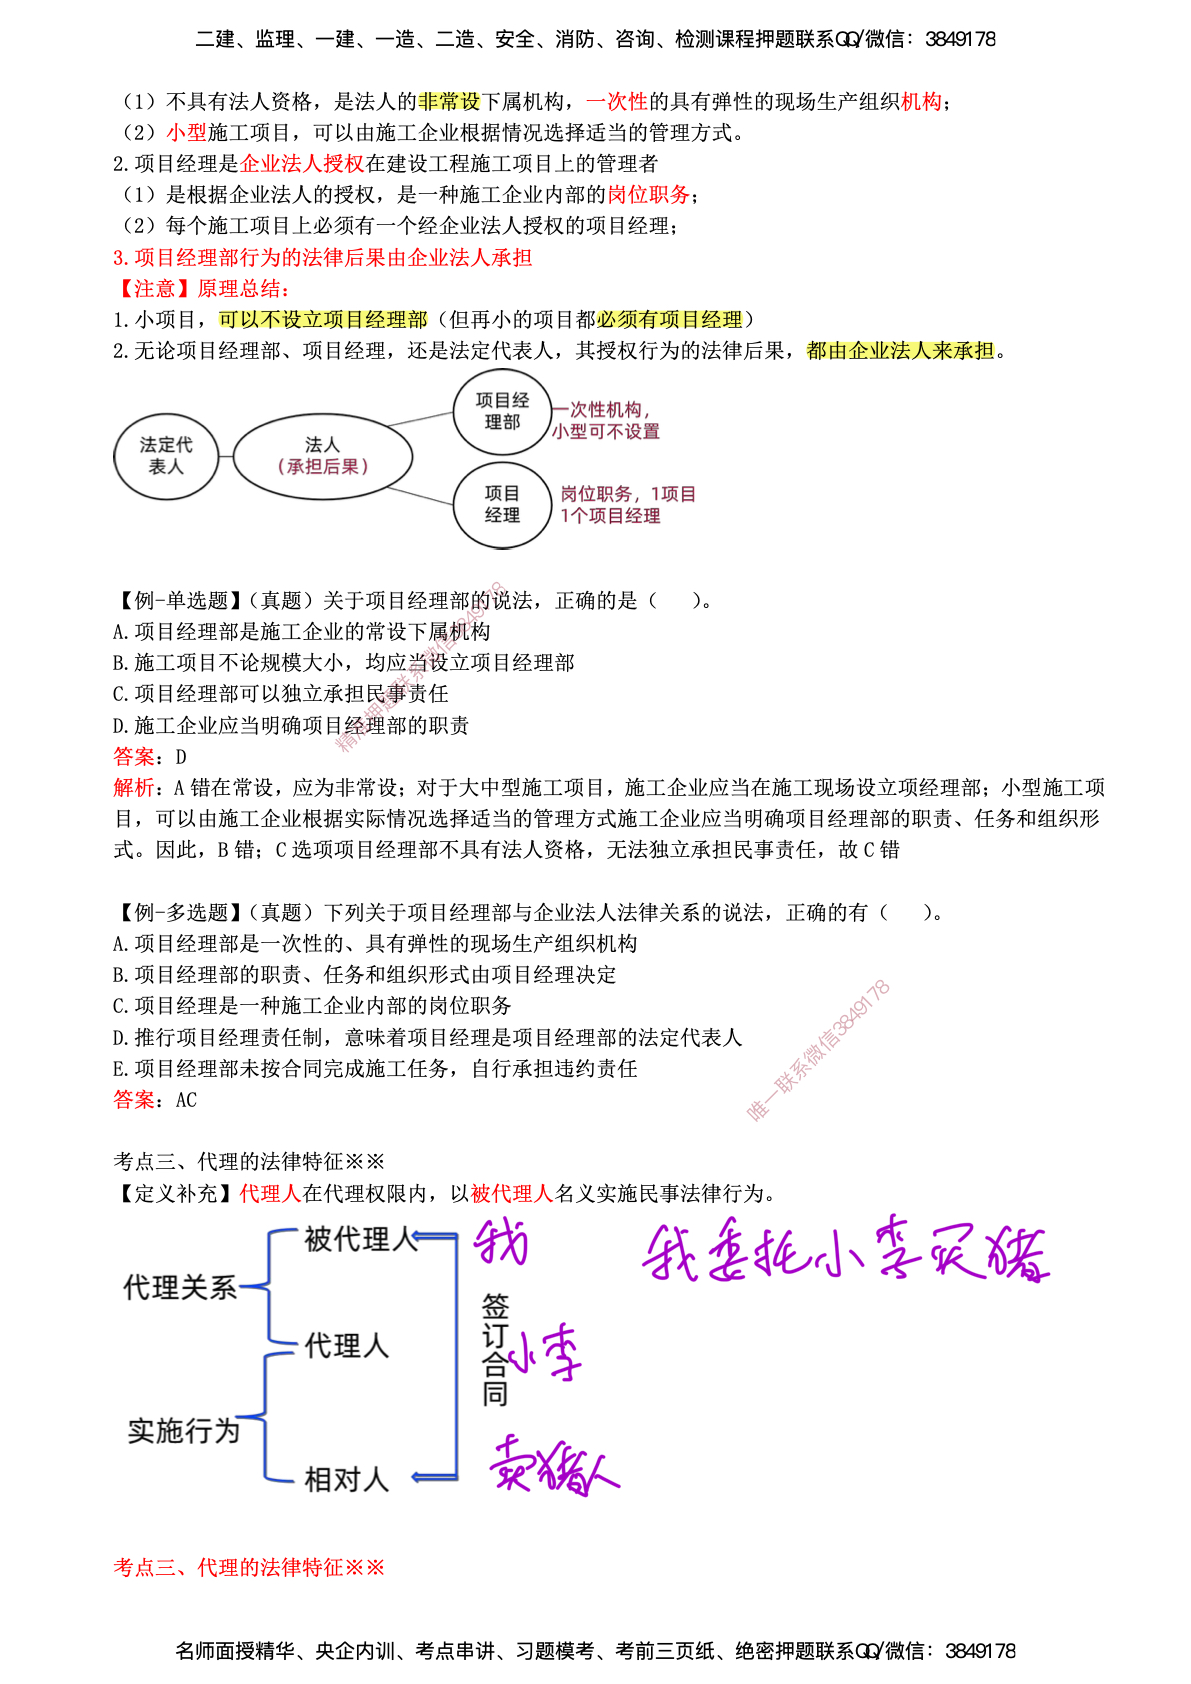 二建、监理、一建、一造、二造、安全、消防、咨询、检测课程押题联系QQ/微信：3849178
（1）不具有法人资格，是法人的非常设下属机构，一次性的具有弹性的现场生产组织机构；
（2）小型施工项目，可以由施工企业根据情况选择适当的管理方式。
2.项目经理是企业法人授权在建设工程施工项目上的管理者
（1）是根据企业法人的授权，是一种施工企业内部的岗位职务；
（2）每个施工项目上必须有一个经企业法人授权的项目经理；
3.项目经理部行为的法律后果由企业法人承担
【注意】原理总结：
1.小项目，可以不设立项目经理部（但再小的项目都必须有项目经理）
2.无论项目经理部、项目经理，还是法定代表人，其授权行为的法律后果，都由企业法人来承担。
法定代
表人
法人
（承担后果）
项目经
理部
一次性机构，
小型可不设置
项目
经理
岗位职务，1项目
1个项目经理
【例-单选题】（真题）关于项目经理部的说法，正确的是（　　）。
A.项目经理部是施工企业的常设下属机构
B.施工项目不论规模大小，均应当设立项目经理部
C.项目经理部可以独立承担民事责任
D.施工企业应当明确项目经理部的职责
精准押题联系微信3849178
答案：D
解析：A 错在常设，应为非常设；对于大中型施工项目，施工企业应当在施工现场设立项经理部；小型施工项
目，可以由施工企业根据实际情况选择适当的管理方式施工企业应当明确项目经理部的职责、任务和组织形
式。因此，B 错；C 选项项目经理部不具有法人资格，无法独立承担民事责任，故 C 错
【例-多选题】（真题）下列关于项目经理部与企业法人法律关系的说法，正确的有（　　）。
A.项目经理部是一次性的、具有弹性的现场生产组织机构
B.项目经理部的职责、任务和组织形式由项目经理决定
C.项目经理是一种施工企业内部的岗位职务
D.推行项目经理责任制，意味着项目经理是项目经理部的法定代表人
E.项目经理部未按合同完成施工任务，自行承担违约责任
唯一联系微信3849178
答案：AC
考点三、代理的法律特征※※
【定义补充】代理人在代理权限内，以被代理人名义实施民事法律行为。
被代理人
我
我委托小李买猪
代理关系
签订合同
代理人
小李
实施行为
相对人
卖猪人
考点三、代理的法律特征※※
名师面授精华、央企内训、考点串讲、习题模考、考前三页纸、绝密押题联系QQ/微信：3849178